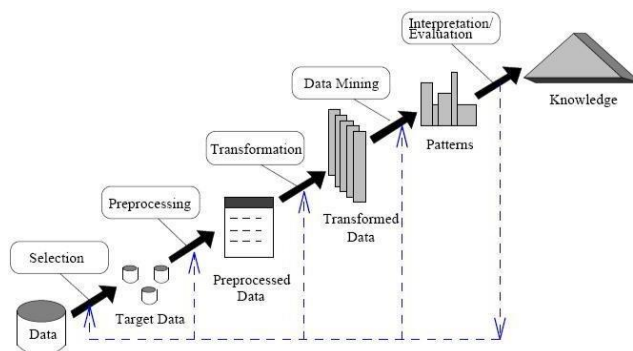 Interpretation/
Evaluation
Knowledge
Data Mining
Patterns
Transformation
Transformed
Data
Preprocessing
Preprocessed
Data
Selection
Target Data
Data